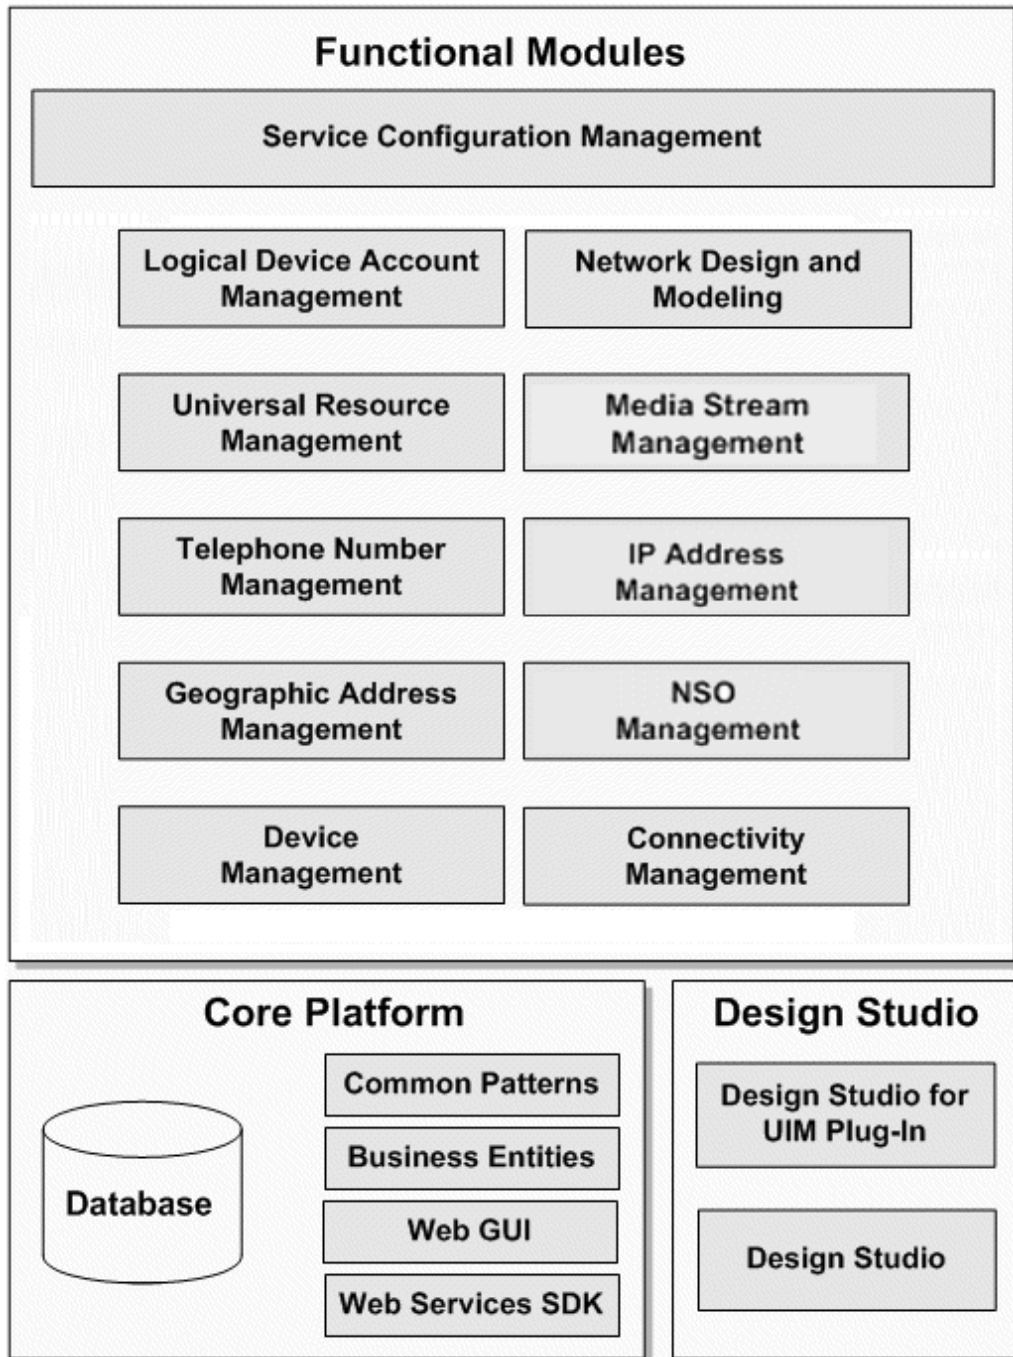 Functional Modules
Service Configuration Management
Logical Device Account
Management
Network Design and
Modeling
Universal Resource
Management
Media Stream
Management
Telephone Number
Management
IP Address
Management
Geographic Address
Management
NSO
Management
Device
Management
Connectivity
Management
Core Platform
Database
Common Patterns
Business Entities
Web GUI
Web Services SDK
Design Studio
Design Studio for
UIM Plug-In
Design Studio